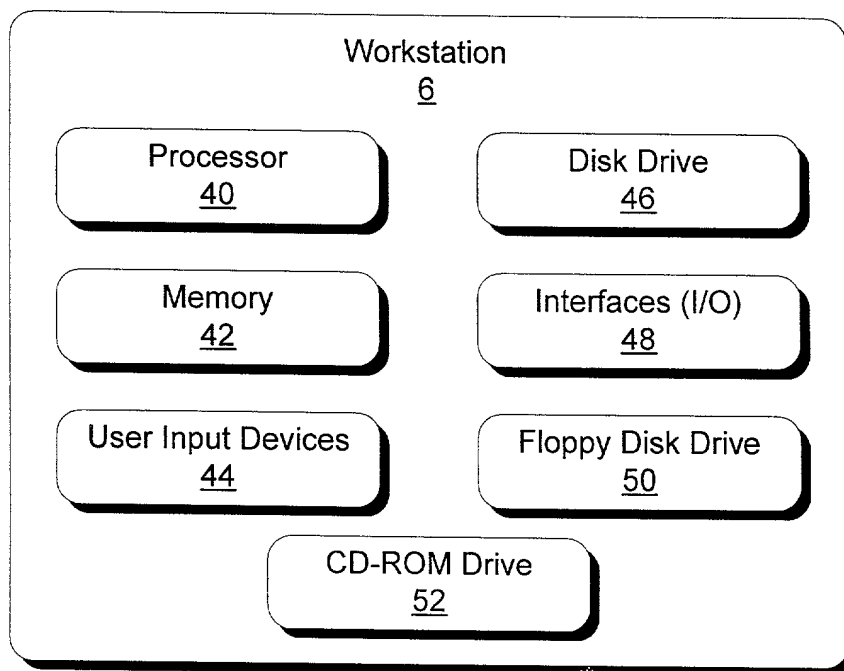 Workstation
6
Processor
40
Disk Drive
46
Memory
42
Interfaces (I/O)
48
User Input Devices
44
Floppy Disk Drive
50
CD-ROM Drive
52